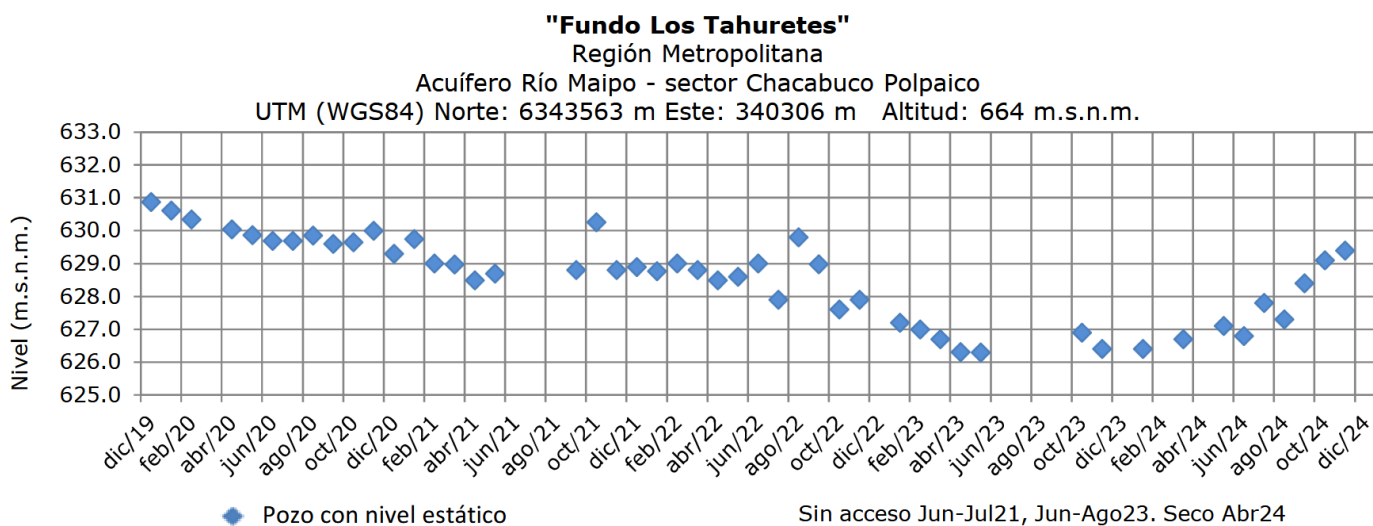 "Fundo Los Tahuretes"
Región Metropolitana
Acuífero Río Maipo - sector Chacabuco Polpaico
UTM (WGS84) Norte: 6343563 m Este: 340306 m Altitud: 664 m.s.n.m.
Nivel (m.s.n.m.)
633.0
632.0
631.0
630.0
629.0
628.0
627.0
626.0
625.0
dic/19 feb/20 abr/20 jun/20 ago/20 oct/20 dic/20 feb/21 abr/21 jun/21 ago/21 oct/21 dic/21 feb/22 abr/22 jun/22 ago/22 oct/22 dic/22 feb/23 abr/23 jun/23 ago/23 oct/23 dic/23 feb/24 abr/24 jun/24 ago/24 oct/24 dic/24
Pozo con nivel estático
Sin acceso Jun-Jul21, Jun-Ago23. Seco Abr24